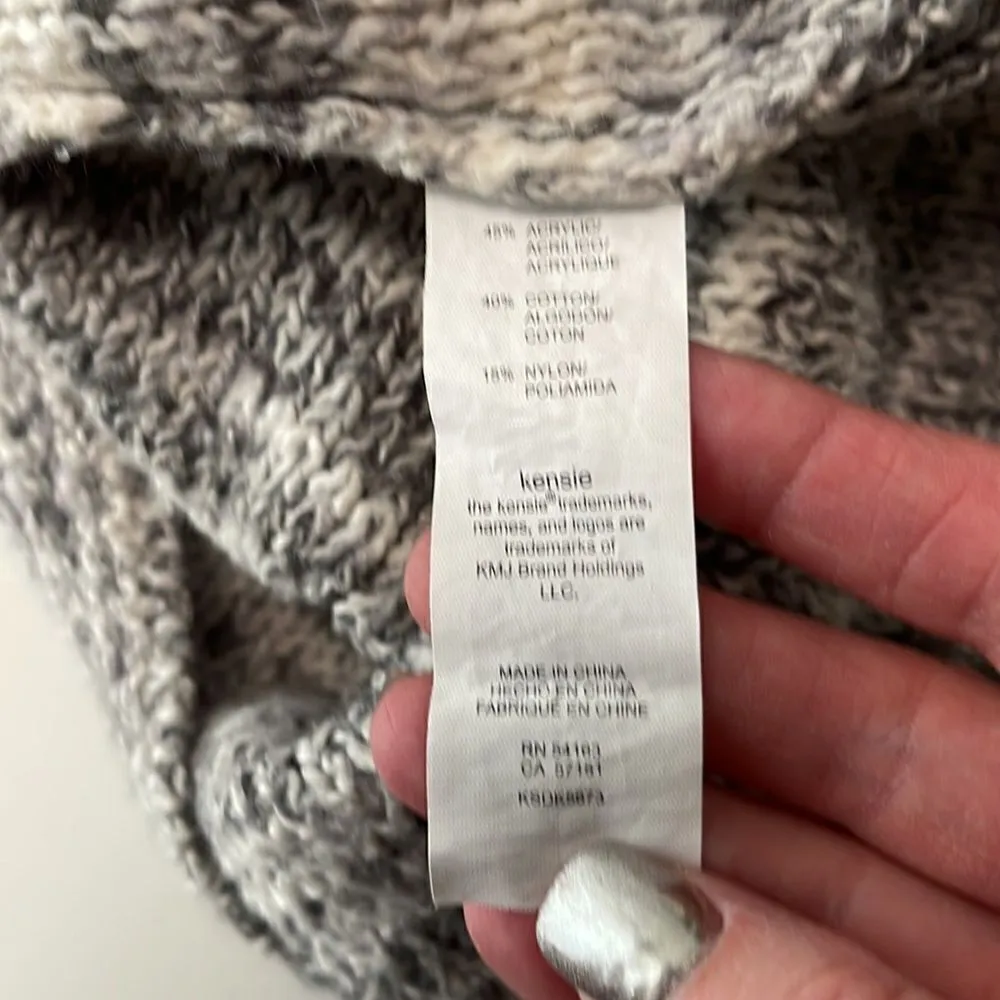 45% ACRYLIC/
ACRILICO/
ACRYLIQUE
40% COTTON/
ALGODON/
COTON
15% NYLON/
POLIAMIDA
kensie
the kensie® trademarks,
names, and logos are
trademarks of
KMJ Brand Holdings
LLC.
MADE IN CHINA
HECHO EN CHINA
FABRIQUE EN CHINE
RN 54163
CA 57181